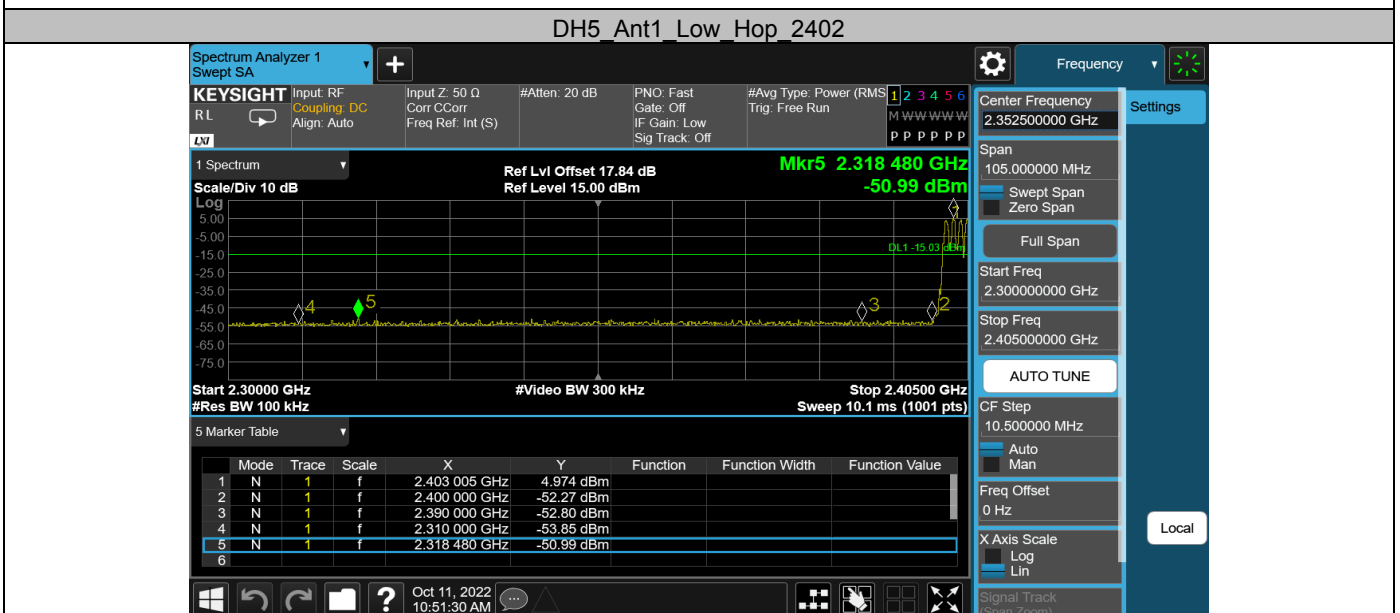 DH5_Ant1_Low_Hop_2402
Spectrum Analyzer 1
Swept SA
Frequency
KEYSIGHT
RL
LXI
Input: RF
Coupling: DC
Align: Auto
Input Z: 50 Ω
Corr CCorr
Freq Ref: Int (S)
#Atten: 20 dB
PNO: Fast
Gate: Off
IF Gain: Low
Sig Track: Off
#Avg Type: Power (RMS
Trig: Free Run
1 2 3 4 5 6
M W W W W W
P P P P P P
1 Spectrum
Scale/Div 10 dB
Log
Ref Lvl Offset 17.84 dB
Ref Level 15.00 dBm
Mkr5 2.318 480 GHz
-50.99 dBm
5.00
-5.00
-15.0
-25.0
-35.0
-45.0
-55.0
-65.0
-75.0
DL1 -15.03 dBm
1
4
5
3
2
Start 2.30000 GHz
#Res BW 100 kHz
#Video BW 300 kHz
Stop 2.40500 GHz
Sweep 10.1 ms (1001 pts)
5 Marker Table
Mode Trace Scale X Y Function Function Width Function Value
1 N 1 f 2.403 005 GHz 4.974 dBm
2 N 1 f 2.400 000 GHz -52.27 dBm
3 N 1 f 2.390 000 GHz -52.80 dBm
4 N 1 f 2.310 000 GHz -53.85 dBm
5 N 1 f 2.318 480 GHz -50.99 dBm
6
Oct 11, 2022
10:51:30 AM
Center Frequency
2.352500000 GHz
Span
105.000000 MHz
Swept Span
Zero Span
Full Span
Start Freq
2.300000000 GHz
Stop Freq
2.405000000 GHz
AUTO TUNE
CF Step
10.500000 MHz
Auto
Man
Freq Offset
0 Hz
X Axis Scale
Log
Lin
Signal Track
(Span Zoom)
Settings
Local